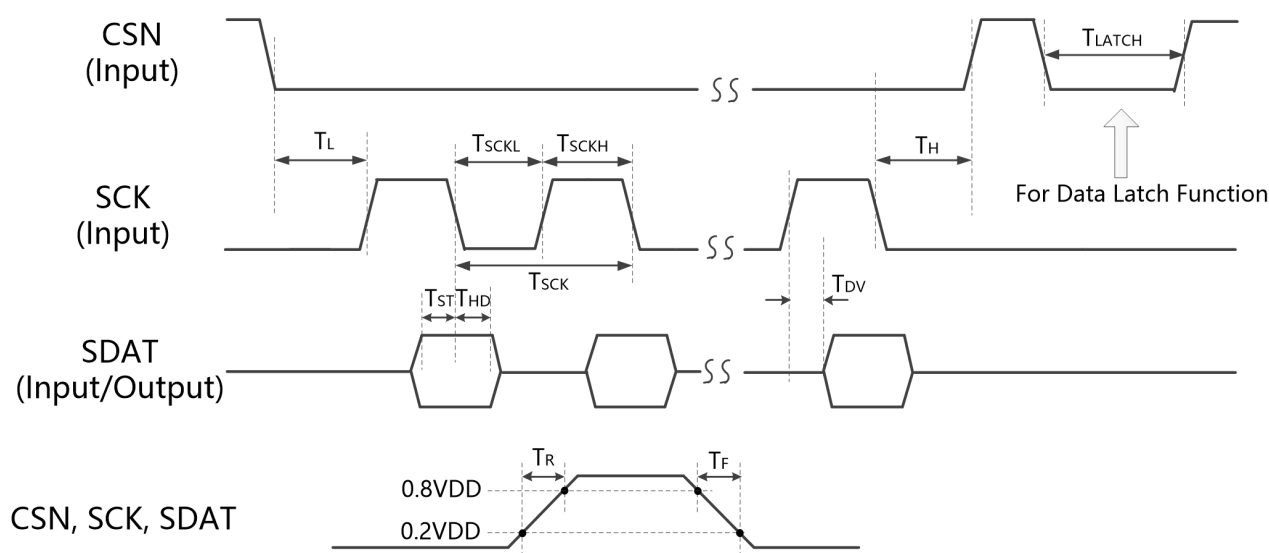 CSN
(Input)
TLATCH
TL
TSCKL
TSCKH
TH
For Data Latch Function
SCK
(Input)
TSCK
TDV
TST
THD
SDAT
(Input/Output)
TR
TF
0.8VDD
0.2VDD
CSN, SCK, SDAT